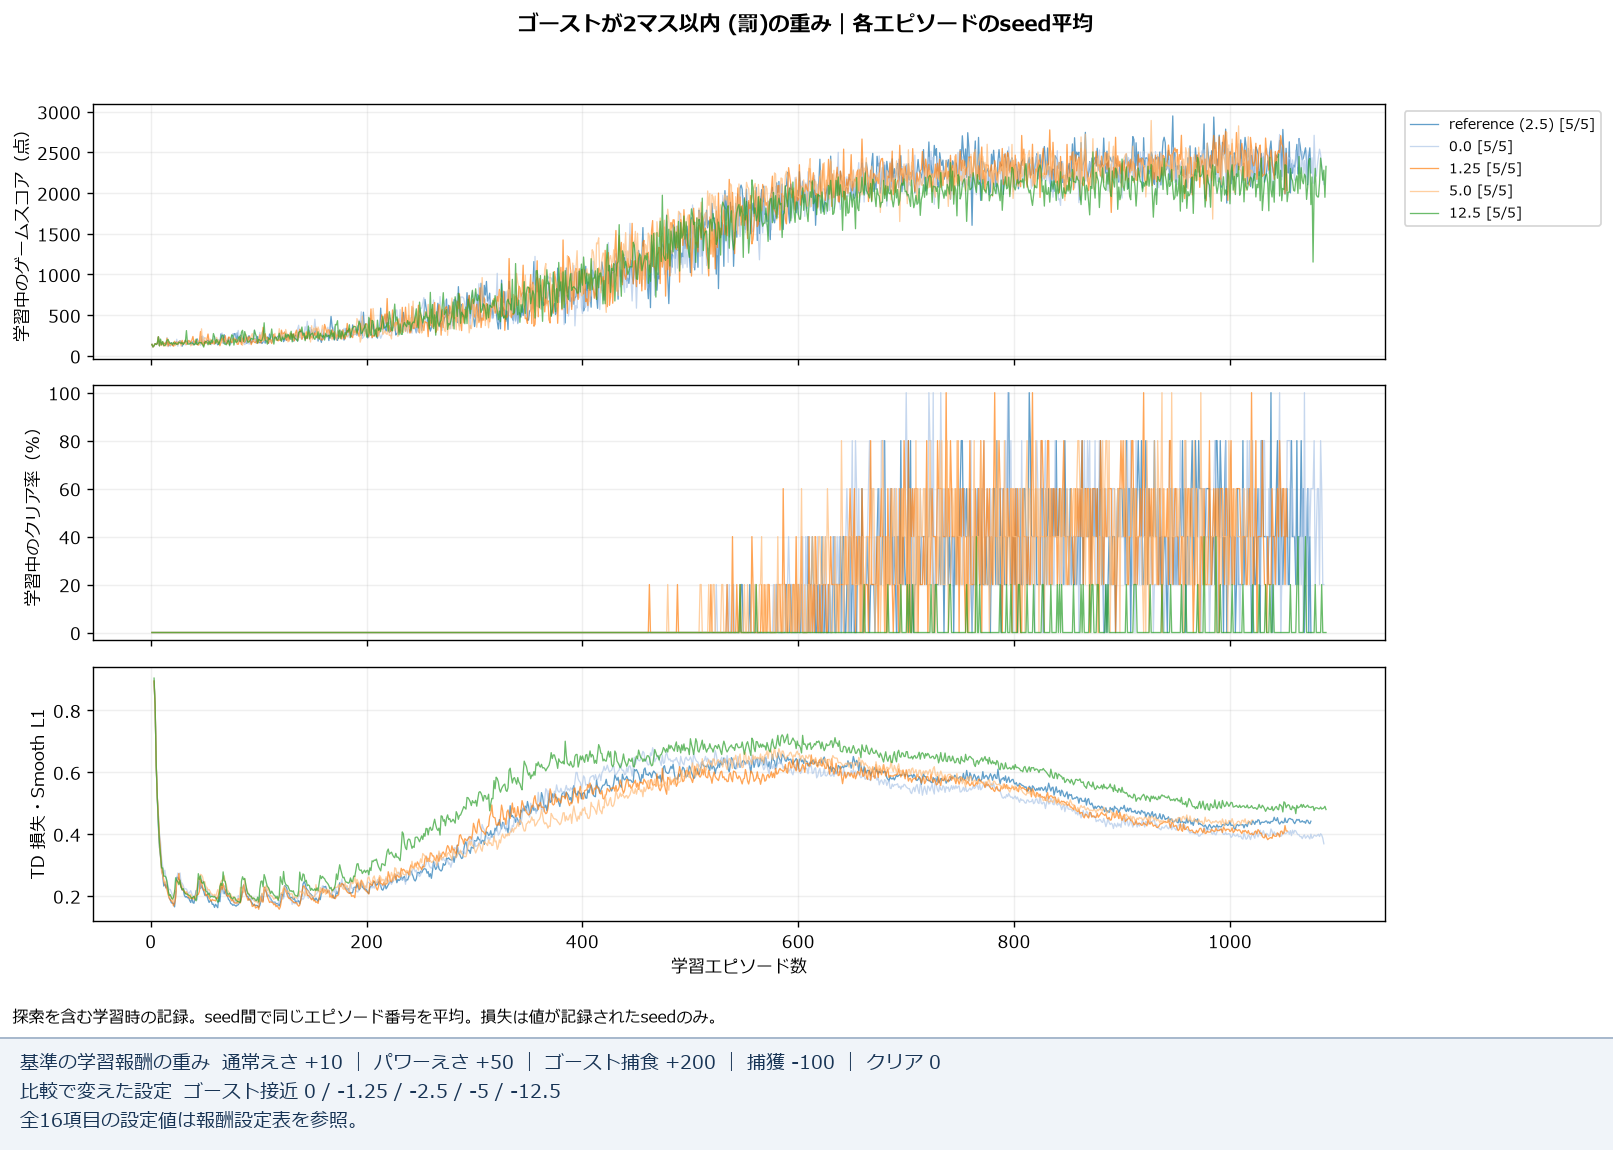 ゴーストが2マス以内 (罰)の重み｜各エピソードのseed平均
学習中のゲームスコア（点）
3000
2500
2000
1500
1000
500
0
reference (2.5) [5/5]
0.0 [5/5]
1.25 [5/5]
5.0 [5/5]
12.5 [5/5]
学習中のクリア率（%）
100
80
60
40
20
0
TD 損失・Smooth L1
0.8
0.6
0.4
0.2
0 200 400 600 800 1000
学習エピソード数
探索を含む学習時の記録。seed間で同じエピソード番号を平均。損失は値が記録されたseedのみ。
基準の学習報酬の重み 通常えさ +10 ｜ パワーえさ +50 ｜ ゴースト捕食 +200 ｜ 捕獲 -100 ｜ クリア 0
比較で変えた設定 ゴースト接近 0 / -1.25 / -2.5 / -5 / -12.5
全16項目の設定値は報酬設定表を参照。